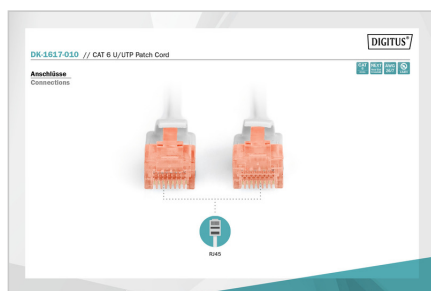 DIGITUS®
DK-1617-010 // CAT 6 U/UTP Patch Cord
Anschlüsse
Connections
RJ45